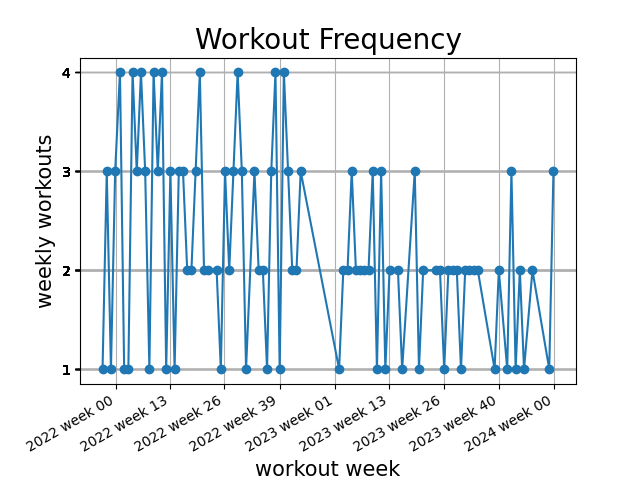 Workout Frequency
weekly workouts
4
3
2
1
2022 week 00
2022 week 13
2022 week 26
2022 week 39
2023 week 01
2023 week 13
2023 week 26
2023 week 40
2024 week 00
workout week